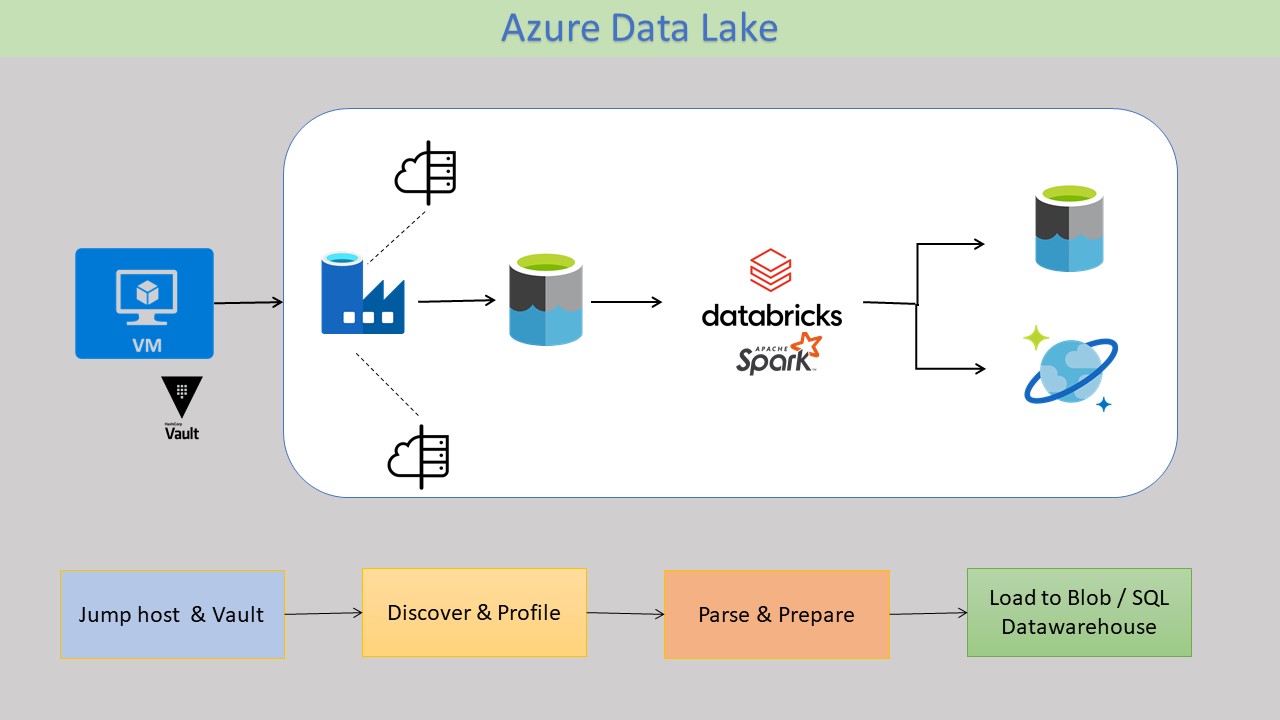 Azure Data Lake
VM
HashiCorp
Vault
databricks
APACHE
Spark
Jump host & Vault
Discover & Profile
Parse & Prepare
Load to Blob / SQL
Datawarehouse